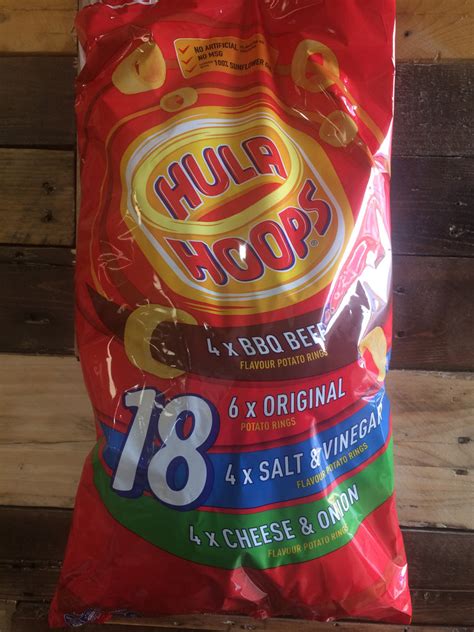 NO ARTIFICIAL
NO MSG
100% SUNFLOWER
HULA
HOOPS®
4 x BBQ BEEF
FLAVOUR POTATO RINGS
6 x ORIGINAL
POTATO RINGS
18
4 x SALT & VINEGAR
FLAVOUR POTATO RINGS
4 x CHEESE & ONION
FLAVOUR POTATO RINGS